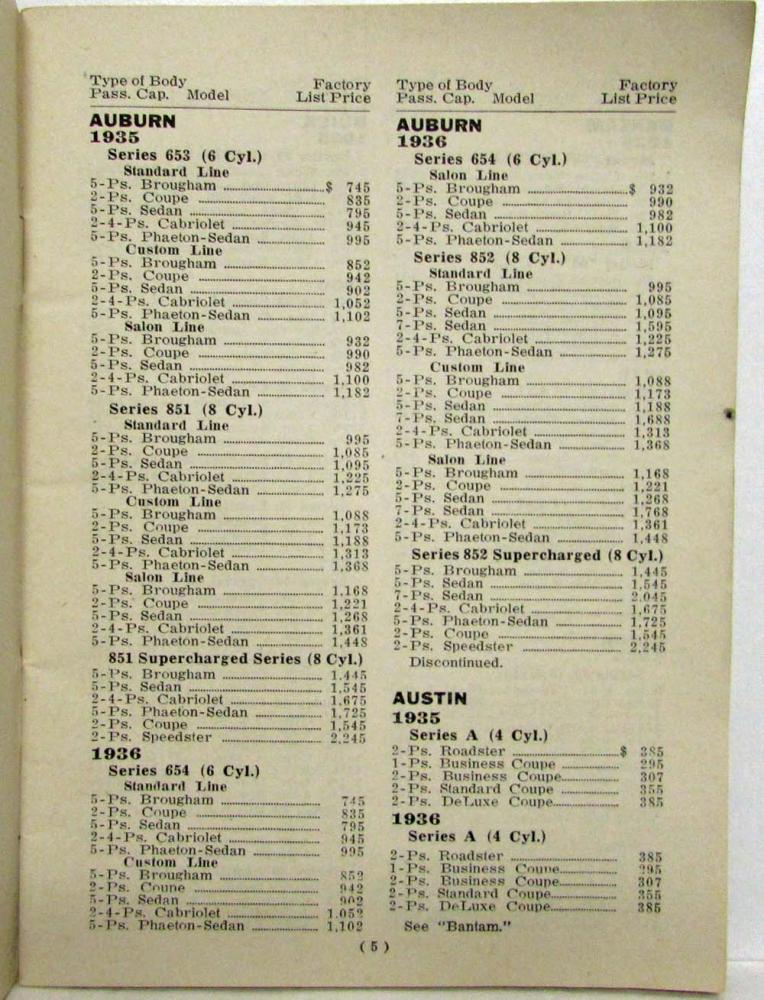 Type of Body Factory
Pass. Cap. Model List Price
AUBURN
1935
Series 653 (6 Cyl.)
Standard Line
5-Ps. Brougham ........ $ 745
2-Ps. Coupe ........ 835
5-Ps. Sedan ........ 795
2-4-Ps. Cabriolet ........ 945
5-Ps. Phaeton-Sedan ........ 995
Custom Line
5-Ps. Brougham ........ 852
2-Ps. Coupe ........ 942
5-Ps. Sedan ........ 902
2-4-Ps. Cabriolet ........ 1,052
5-Ps. Phaeton-Sedan ........ 1,102
Salon Line
5-Ps. Brougham ........ 932
2-Ps. Coupe ........ 990
5-Ps. Sedan ........ 982
2-4-Ps. Cabriolet ........ 1,100
5-Ps. Phaeton-Sedan ........ 1,182
Series 851 (8 Cyl.)
Standard Line
5-Ps. Brougham ........ 995
2-Ps. Coupe ........ 1,085
5-Ps. Sedan ........ 1,095
2-4-Ps. Cabriolet ........ 1,225
5-Ps. Phaeton-Sedan ........ 1,275
Custom Line
5-Ps. Brougham ........ 1,088
2-Ps. Coupe ........ 1,173
5-Ps. Sedan ........ 1,188
2-4-Ps. Cabriolet ........ 1,313
5-Ps. Phaeton-Sedan ........ 1,368
Salon Line
5-Ps. Brougham ........ 1,168
2-Ps. Coupe ........ 1,221
5-Ps. Sedan ........ 1,268
2-4-Ps. Cabriolet ........ 1,361
5-Ps. Phaeton-Sedan ........ 1,448
851 Supercharged Series (8 Cyl.)
5-Ps. Brougham ........ 1,445
5-Ps. Sedan ........ 1,545
2-4-Ps. Cabriolet ........ 1,675
5-Ps. Phaeton-Sedan ........ 1,725
2-Ps. Coupe ........ 1,545
2-Ps. Speedster ........ 2,245
1936
Series 654 (6 Cyl.)
Standard Line
5-Ps. Brougham ........ 745
2-Ps. Coupe ........ 835
5-Ps. Sedan ........ 795
2-4-Ps. Cabriolet ........ 945
5-Ps. Phaeton-Sedan ........ 995
Custom Line
5-Ps. Brougham ........ 852
2-Ps. Coupe ........ 942
5-Ps. Sedan ........ 902
2-4-Ps. Cabriolet ........ 1,052
5-Ps. Phaeton-Sedan ........ 1,102
Type of Body Factory
Pass. Cap. Model List Price
AUBURN
1936
Series 654 (6 Cyl.)
Salon Line
5-Ps. Brougham ........ $ 932
2-Ps. Coupe ........ 990
5-Ps. Sedan ........ 982
2-4-Ps. Cabriolet ........ 1,100
5-Ps. Phaeton-Sedan ........ 1,182
Series 852 (8 Cyl.)
Standard Line
5-Ps. Brougham ........ 995
2-Ps. Coupe ........ 1,085
5-Ps. Sedan ........ 1,095
7-Ps. Sedan ........ 1,595
2-4-Ps. Cabriolet ........ 1,225
5-Ps. Phaeton-Sedan ........ 1,275
Custom Line
5-Ps. Brougham ........ 1,088
2-Ps. Coupe ........ 1,173
5-Ps. Sedan ........ 1,188
7-Ps. Sedan ........ 1,688
2-4-Ps. Cabriolet ........ 1,313
5-Ps. Phaeton-Sedan ........ 1,368
Salon Line
5-Ps. Brougham ........ 1,168
2-Ps. Coupe ........ 1,221
5-Ps. Sedan ........ 1,268
7-Ps. Sedan ........ 1,768
2-4-Ps. Cabriolet ........ 1,361
5-Ps. Phaeton-Sedan ........ 1,448
Series 852 Supercharged (8 Cyl.)
5-Ps. Brougham ........ 1,445
5-Ps. Sedan ........ 1,545
7-Ps. Sedan ........ 2,045
2-4-Ps. Cabriolet ........ 1,675
5-Ps. Phaeton-Sedan ........ 1,725
2-Ps. Coupe ........ 1,545
2-Ps. Speedster ........ 2,245
Discontinued.
AUSTIN
1935
Series A (4 Cyl.)
2-Ps. Roadster ........ $ 385
1-Ps. Business Coupe ........ 295
2-Ps. Business Coupe ........ 307
2-Ps. Standard Coupe ........ 355
2-Ps. DeLuxe Coupe ........ 385
1936
Series A (4 Cyl.)
2-Ps. Roadster ........ 385
1-Ps. Business Coupe ........ 295
2-Ps. Business Coupe ........ 307
2-Ps. Standard Coupe ........ 355
2-Ps. DeLuxe Coupe ........ 385
See "Bantam."
( 5 )